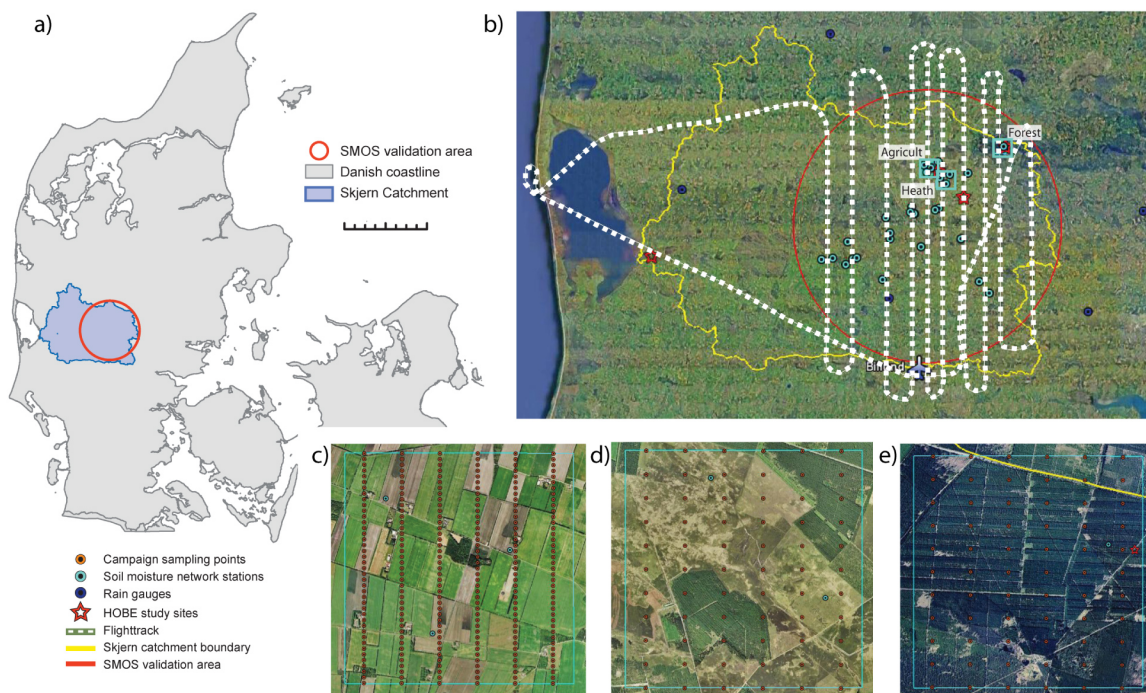 a)
SMOS validation area
Danish coastline
Skjern Catchment
Campaign sampling points
Soil moisture network stations
Rain gauges
HOBE study sites
Flighttrack
Skjern catchment boundary
SMOS validation area
b)
Forest
Agricult
Heath
c)
d)
e)